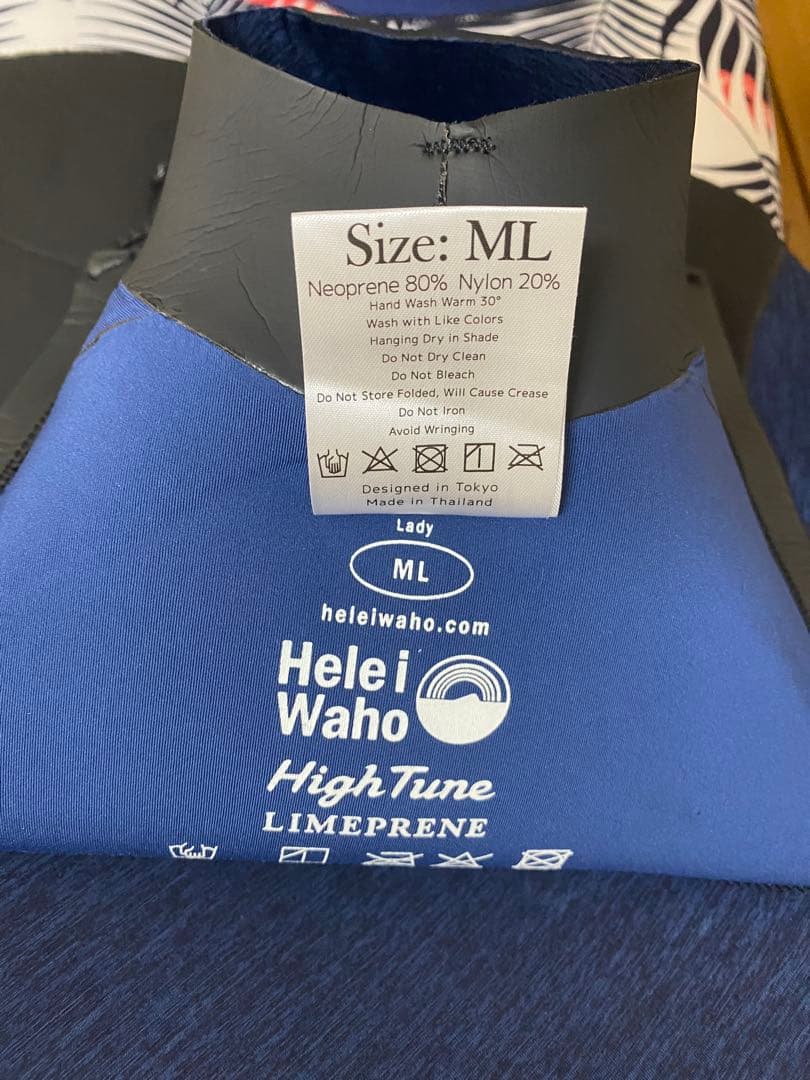 Size: ML
Neoprene 80% Nylon 20%
Hand Wash Warm 30°
Wash with Like Colors
Hanging Dry in Shade
Do Not Dry Clean
Do Not Bleach
Do Not Store Folded, Will Cause Crease
Do Not Iron
Avoid Wringing
Designed in Tokyo
Made in Thailand
Lady
ML
heleiwaho.com
Hele i
Waho
High Tune
LIMEPRENE